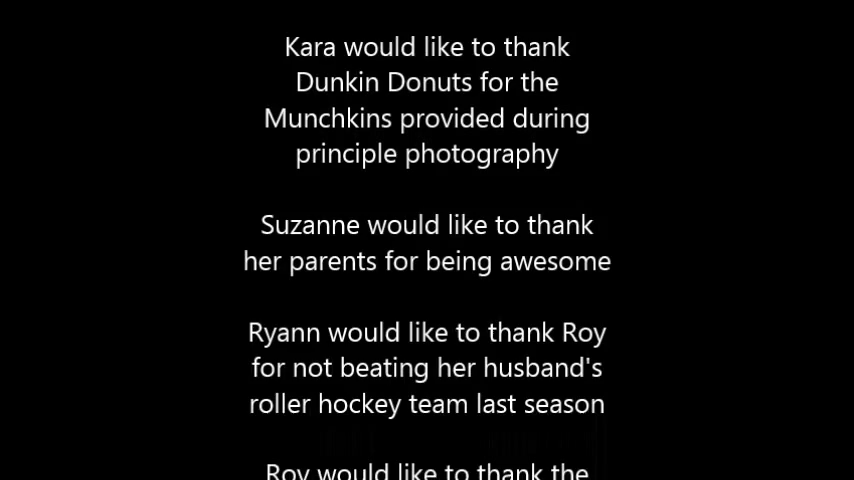 Kara would like to thank
Dunkin Donuts for the
Munchkins provided during
principle photography
Suzanne would like to thank
her parents for being awesome
Ryann would like to thank Roy
for not beating her husband's
roller hockey team last season
Roy would like to thank the